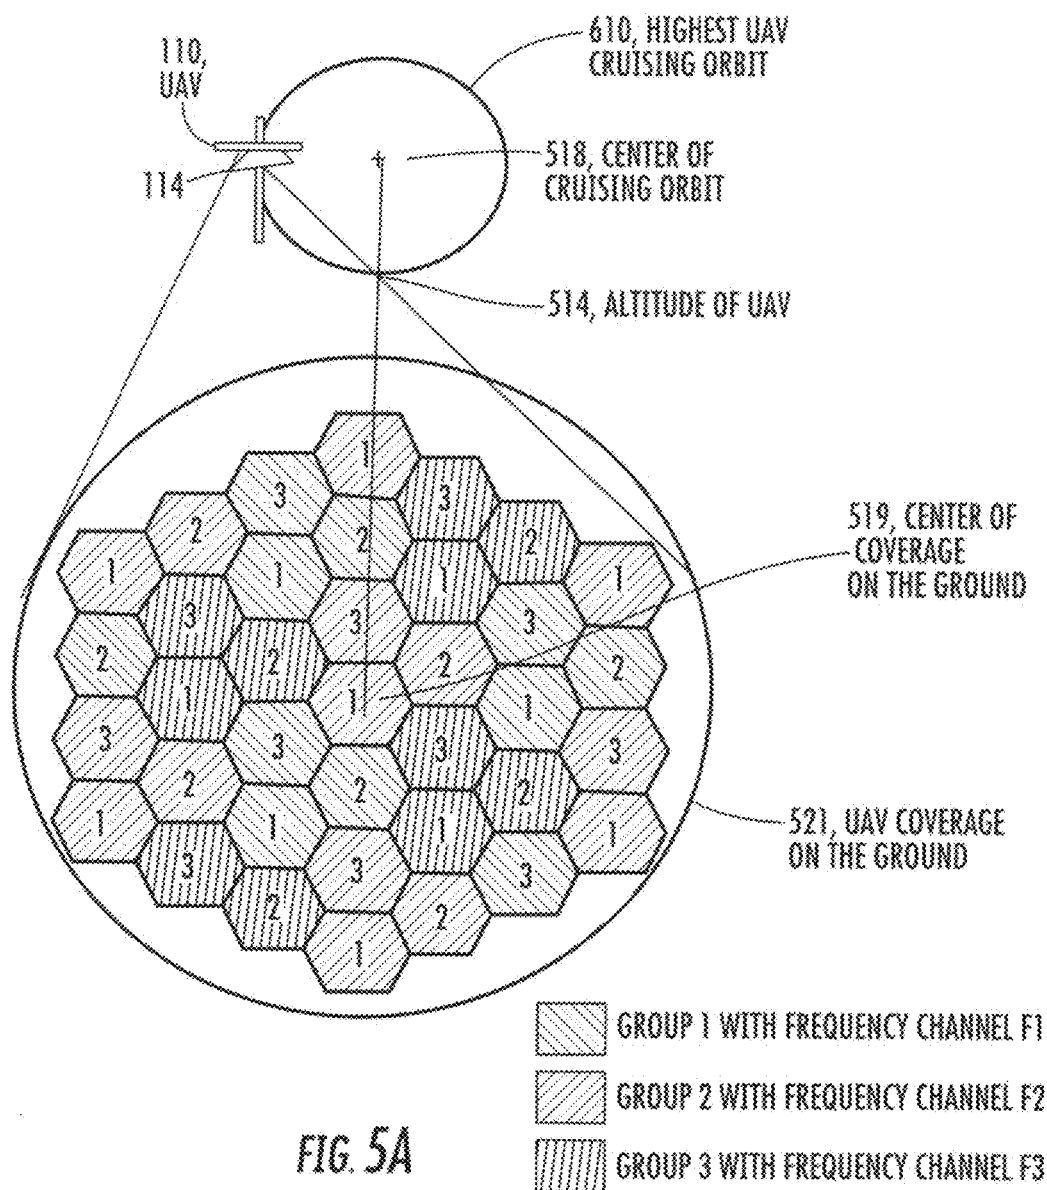 610, HIGHEST UAV
CRUISING ORBIT
110,
UAV
518, CENTER OF
CRUISING ORBIT
114
514, ALTITUDE OF UAV
1
3 3
2 2 2
1 1 1 1
3 3 3
2 2 2 2
1 1 1
3 3 3 3
2 2 2
1 1 1 1
3 3 3
2 2
1
519, CENTER OF
COVERAGE
ON THE GROUND
521, UAV COVERAGE
ON THE GROUND
GROUP 1 WITH FREQUENCY CHANNEL F1
GROUP 2 WITH FREQUENCY CHANNEL F2
GROUP 3 WITH FREQUENCY CHANNEL F3
FIG. 5A